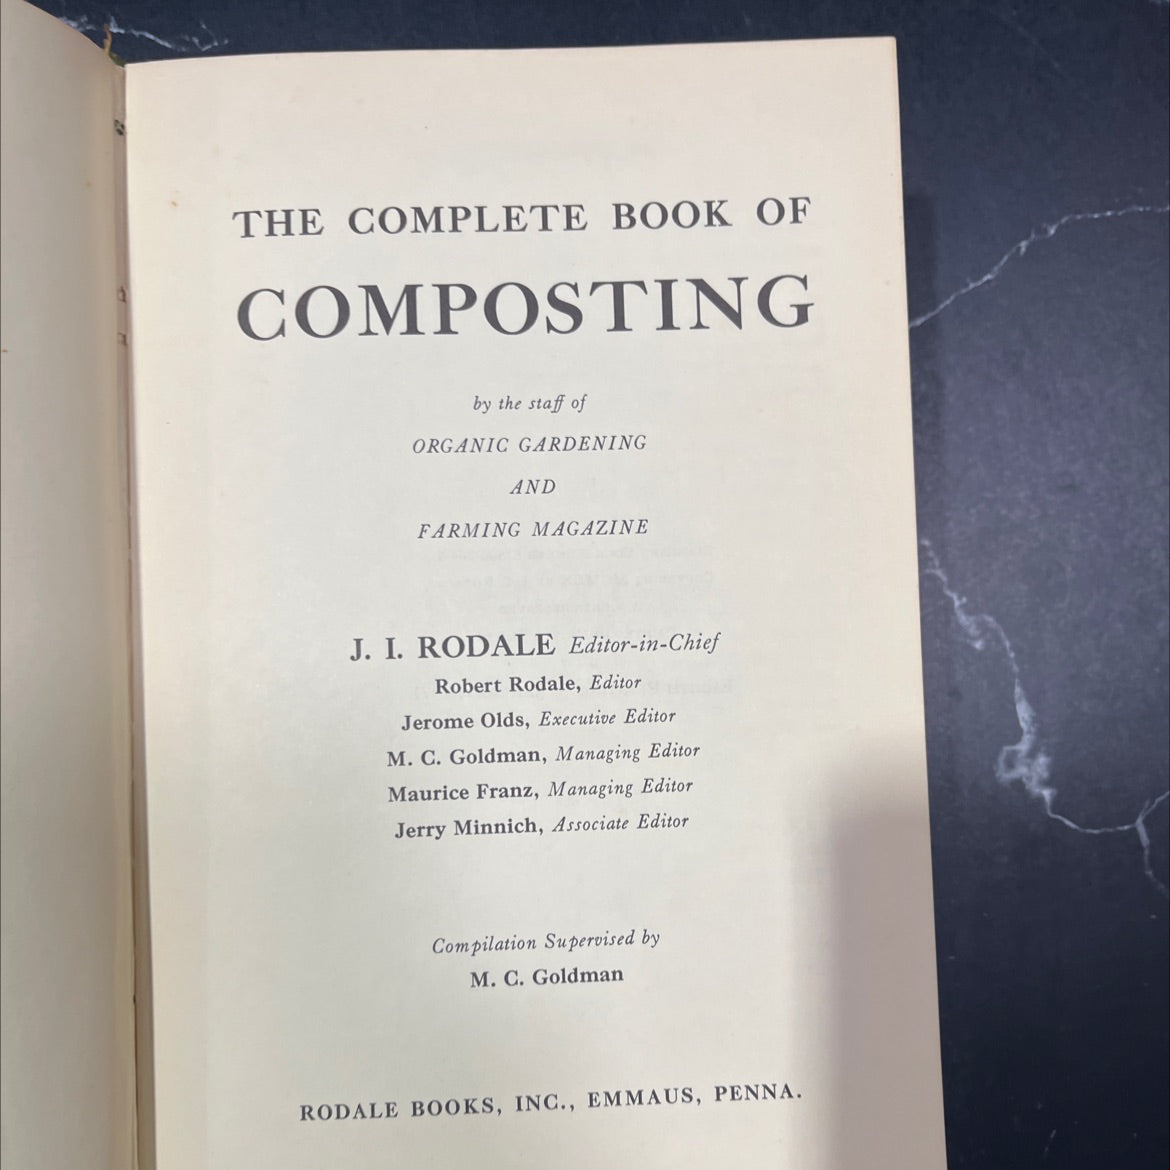 THE COMPLETE BOOK OF
COMPOSTING
by the staff of
ORGANIC GARDENING
AND
FARMING MAGAZINE
J. I. RODALE Editor-in-Chief
Robert Rodale, Editor
Jerome Olds, Executive Editor
M. C. Goldman, Managing Editor
Maurice Franz, Managing Editor
Jerry Minnich, Associate Editor
Compilation Supervised by
M. C. Goldman
RODALE BOOKS, INC., EMMAUS, PENNA.